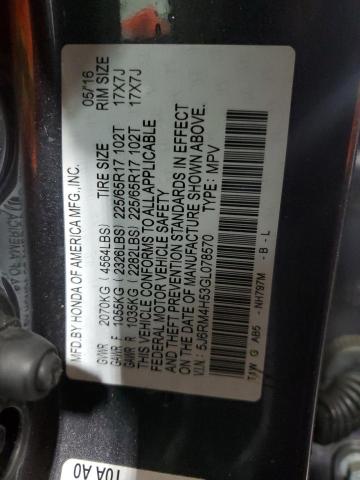 MFD. BY HONDA OF AMERICA MFG., INC. 05/16
TIRE SIZE RIM SIZE
GVWR 2070KG (4564LBS)
GAWR F 1055KG (2326LBS) 225/65R17 102T 17X7J
GAWR R 1035KG (2282LBS) 225/65R17 102T 17X7J
THIS VEHICLE CONFORMS TO ALL APPLICABLE
FEDERAL MOTOR VEHICLE SAFETY
AND THEFT PREVENTION STANDARDS IN EFFECT
ON THE DATE OF MANUFACTURE SHOWN ABOVE.
V.I.N.: 5J6RM4H53GL078570 TYPE: MPV
T1W G AB5 NH797M - B - L
10A A0